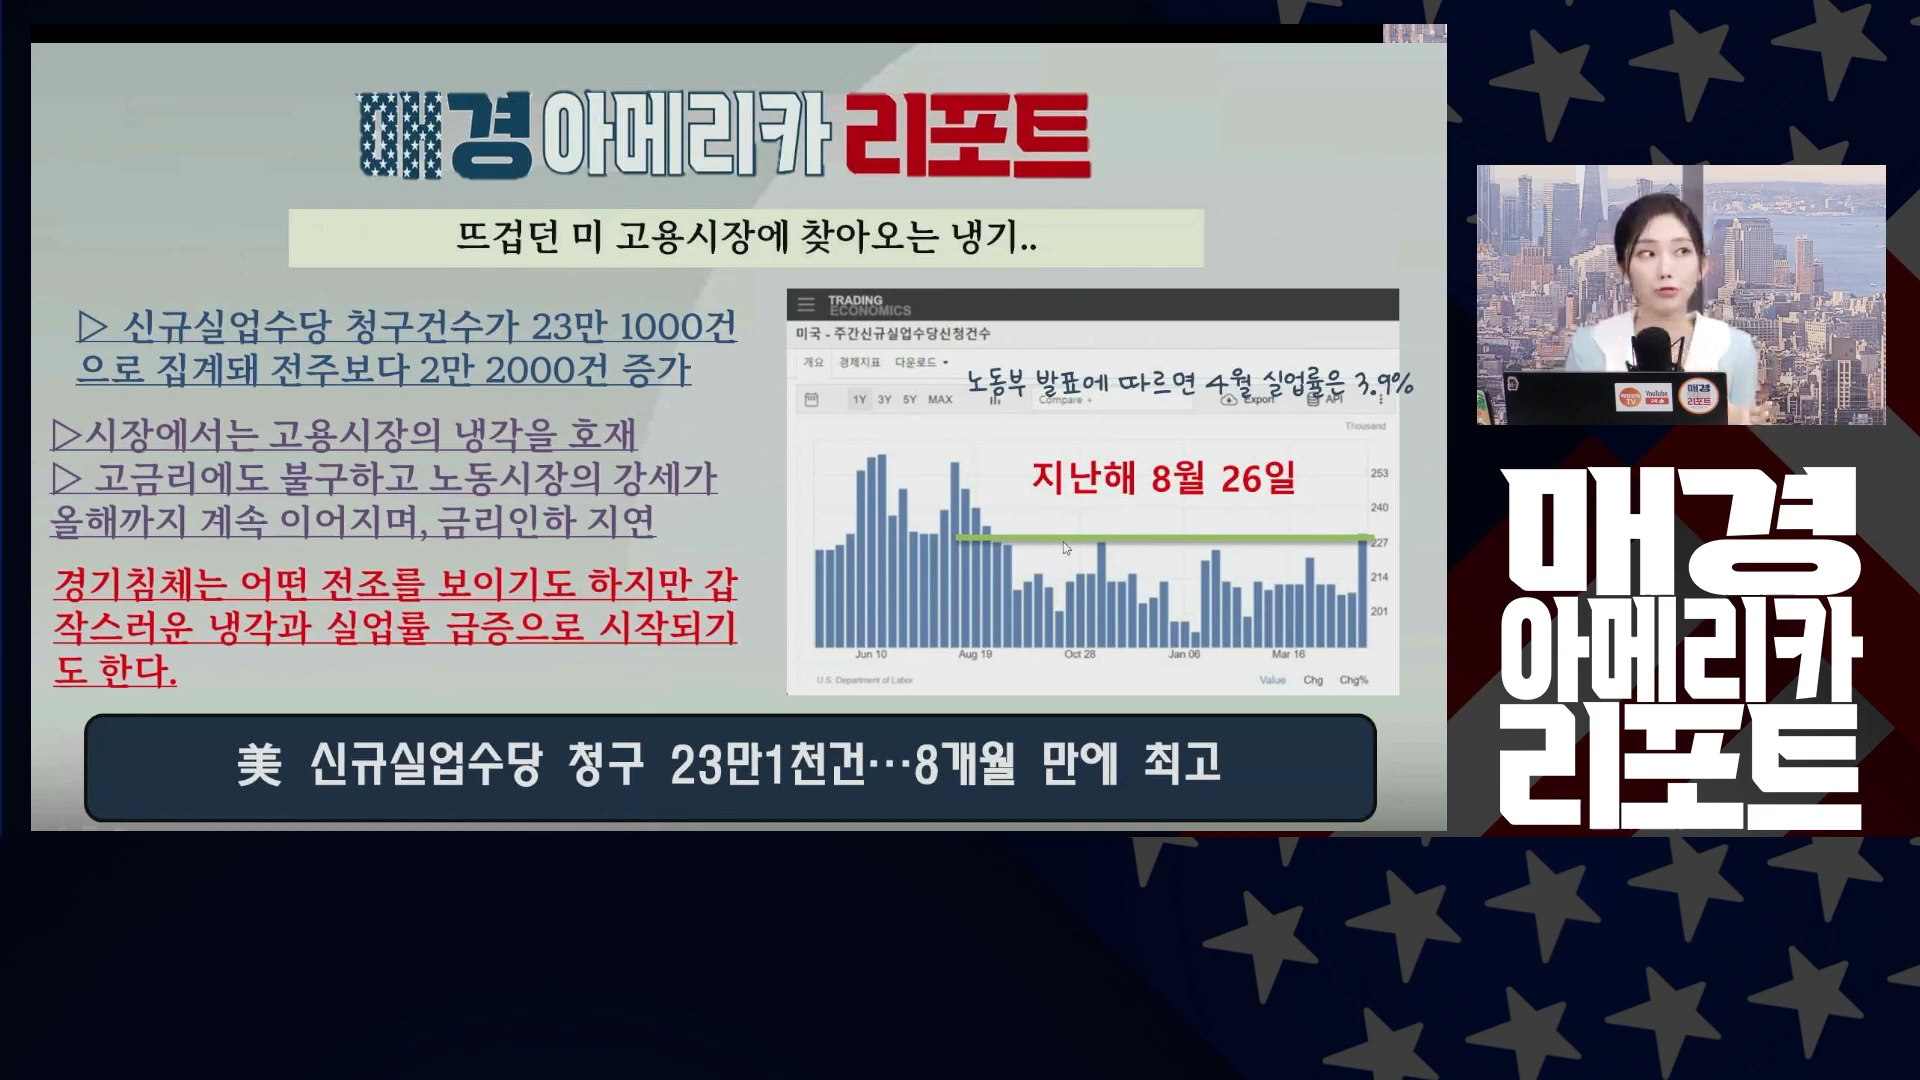 매경 아메리카 리포트
뜨겁던 미 고용시장에 찾아오는 냉기..
▷ 신규실업수당 청구건수가 23만 1000건
으로 집계돼 전주보다 2만 2000건 증가
▷시장에서는 고용시장의 냉각을 호재
▷ 고금리에도 불구하고 노동시장의 강세가
올해까지 계속 이어지며, 금리인하 지연
경기침체는 어떤 전조를 보이기도 하지만 갑
작스러운 냉각과 실업률 급증으로 시작되기
도 한다.
TRADING
ECONOMICS
미국 - 주간신규실업수당신청건수
개요 경제지표 다운로드
노동부 발표에 따르면 4월 실업률은 3.9%
1Y 3Y 5Y MAX Compare + Export API
Thousand
지난해 8월 26일
253
240
227
214
201
Jun 10 Aug 19 Oct 28 Jan 06 Mar 16
U.S. Department of Labor Value Chg Chg%
美 신규실업수당 청구 23만1천건…8개월 만에 최고
YouTube
매경
리포트
매경
아메리카
리포트